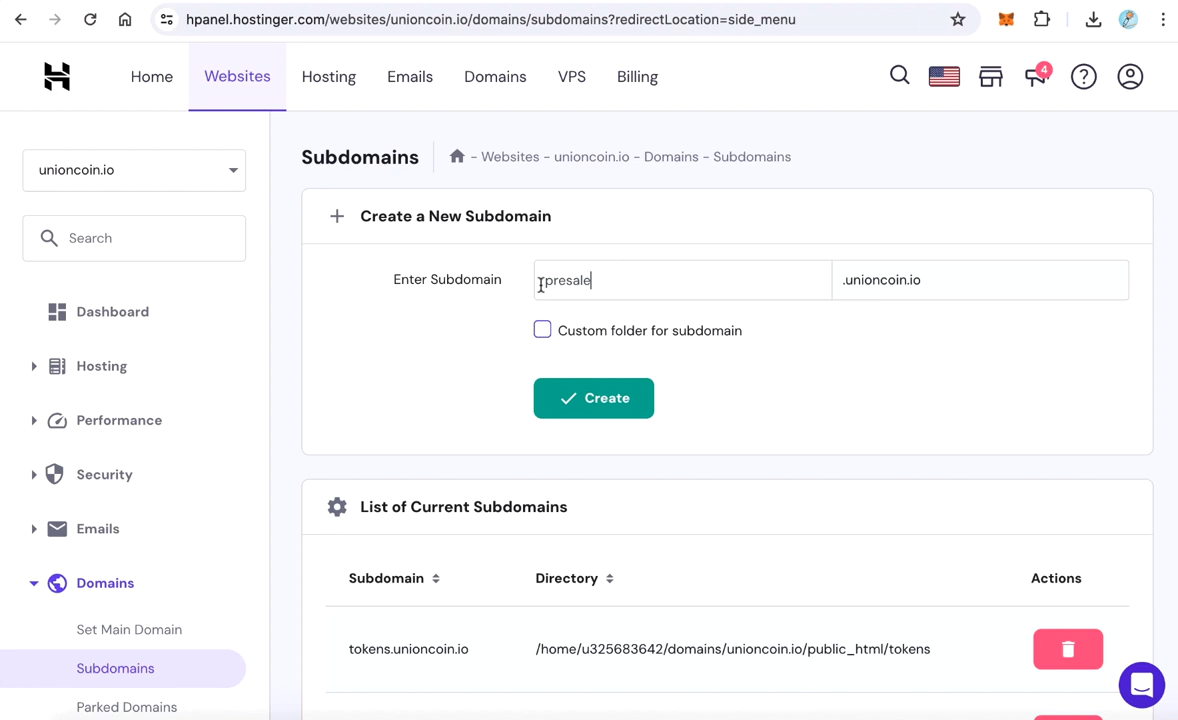 hpanel.hostinger.com/websites/unioncoin.io/domains/subdomains?redirectLocation=side_menu
Home
Websites
Hosting
Emails
Domains
VPS
Billing
4
unioncoin.io
Search
Dashboard
Hosting
Performance
Security
Emails
Domains
Set Main Domain
Subdomains
Parked Domains
Subdomains
- Websites - unioncoin.io - Domains - Subdomains
Create a New Subdomain
Enter Subdomain
presale
.unioncoin.io
Custom folder for subdomain
Create
List of Current Subdomains
Subdomain
Directory
Actions
tokens.unioncoin.io
/home/u325683642/domains/unioncoin.io/public_html/tokens